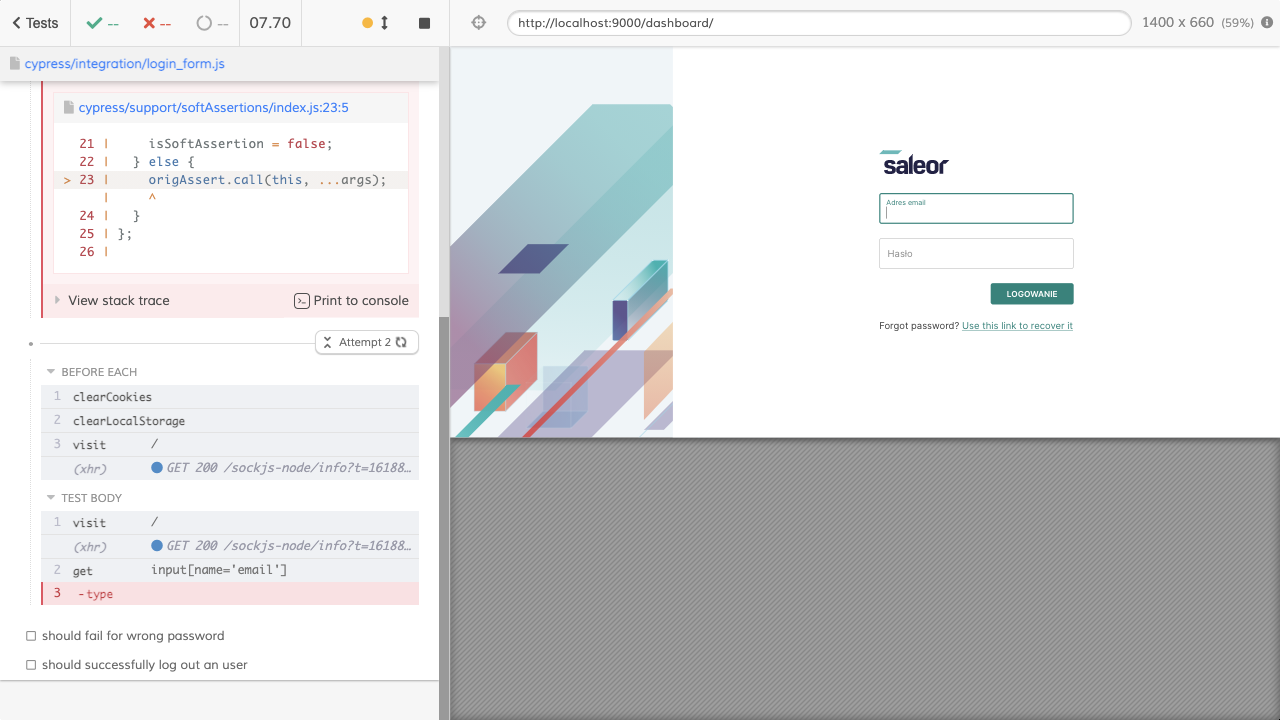 Tests
--
--
--
07.70
http://localhost:9000/dashboard/
1400 x 660 (59%)
cypress/integration/login_form.js
cypress/support/softAssertions/index.js:23:5
21 | isSoftAssertion = false;
22 | } else {
> 23 | origAssert.call(this, ...args);
| ^
24 | }
25 | };
26 |
View stack trace
Print to console
Attempt 2
BEFORE EACH
1 clearCookies
2 clearLocalStorage
3 visit /
(xhr) GET 200 /sockjs-node/info?t=16188…
TEST BODY
1 visit /
(xhr) GET 200 /sockjs-node/info?t=16188…
2 get input[name='email']
3 -type
should fail for wrong password
should successfully log out an user
saleor
Adres email
Hasło
LOGOWANIE
Forgot password? Use this link to recover it